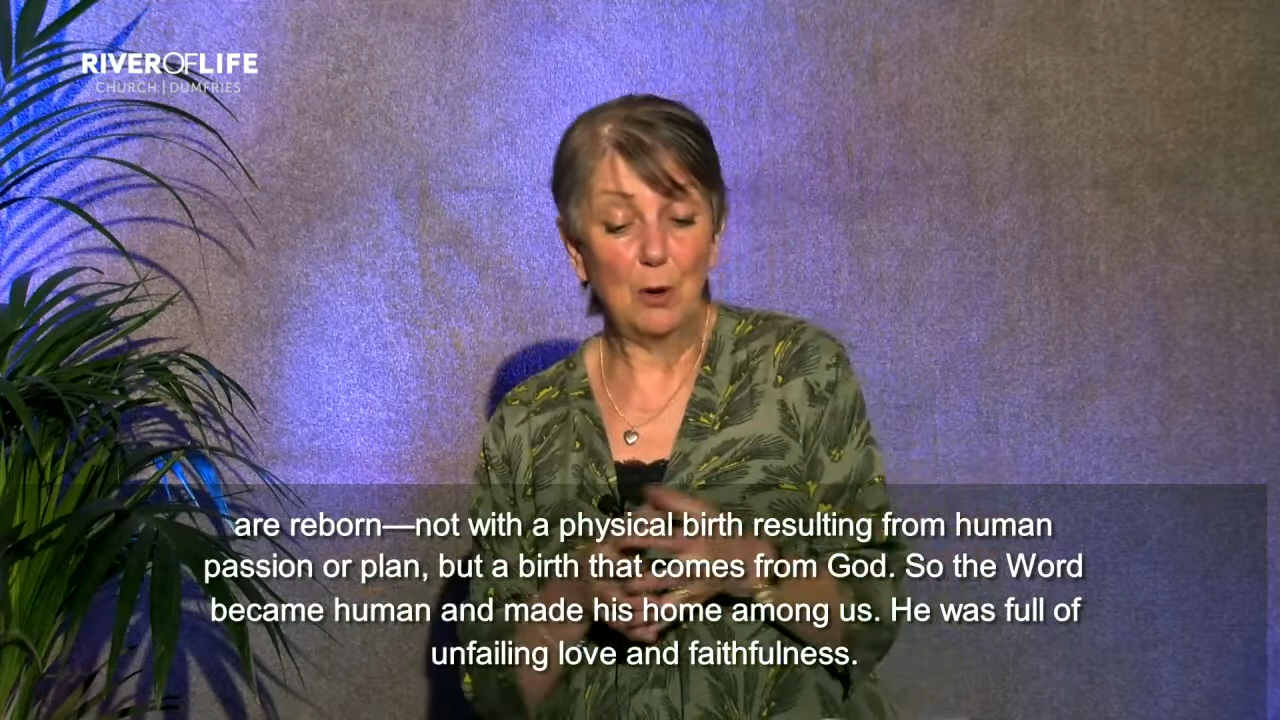 RIVEROFLIFE
CHURCH | DUMFRIES
are reborn—not with a physical birth resulting from human
passion or plan, but a birth that comes from God. So the Word
became human and made his home among us. He was full of
unfailing love and faithfulness.